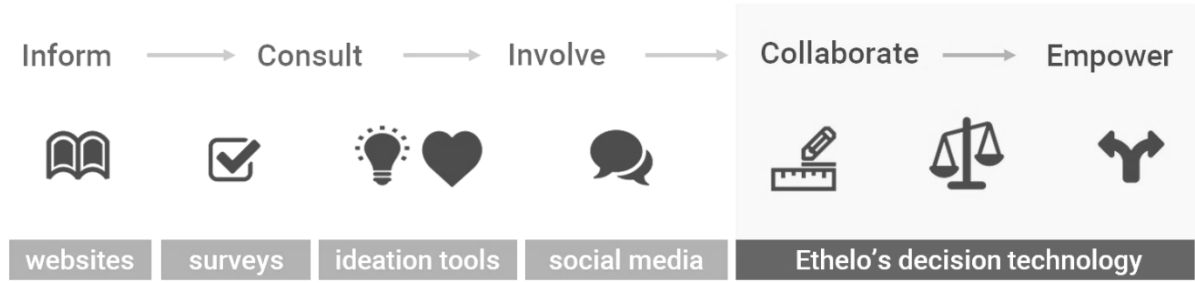 Inform Consult Involve Collaborate Empower
websites surveys ideation tools social media Ethelo’s decision technology